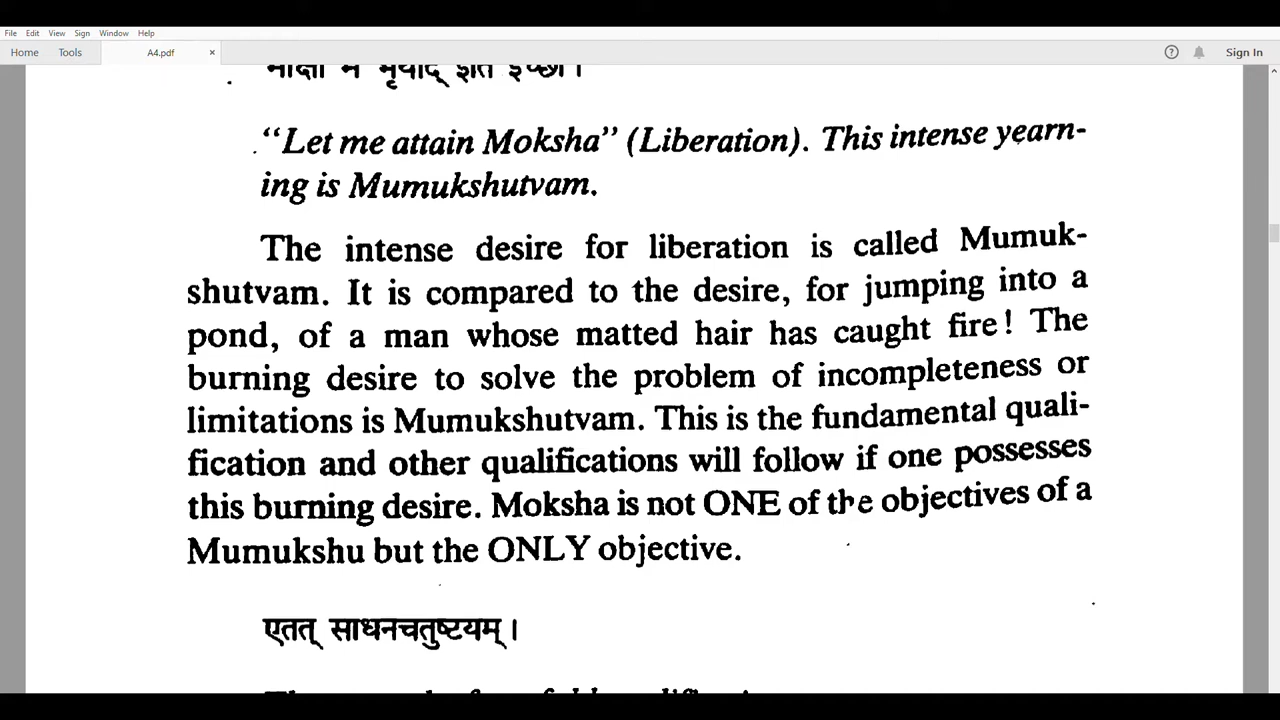 File Edit View Sign Window Help
Home Tools A4.pdf × Sign In
“Let me attain Moksha” (Liberation). This intense yearn-
ing is Mumukshutvam.
The intense desire for liberation is called Mumuk-
shutvam. It is compared to the desire, for jumping into a
pond, of a man whose matted hair has caught fire! The
burning desire to solve the problem of incompleteness or
limitations is Mumukshutvam. This is the fundamental quali-
fication and other qualifications will follow if one possesses
this burning desire. Moksha is not ONE of the objectives of a
Mumukshu but the ONLY objective.
एतत् साधनचतुष्टयम् ।